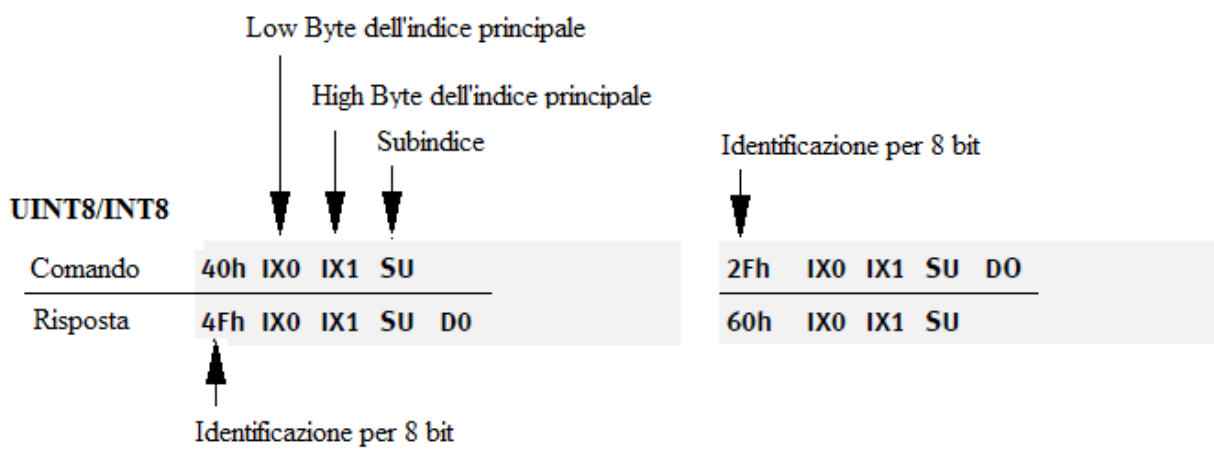 Low Byte dell'indice principale
High Byte dell'indice principale
Subindice
Identificazione per 8 bit
UINT8/INT8
Comando 40h IX0 IX1 SU 2Fh IX0 IX1 SU DO
Risposta 4Fh IX0 IX1 SU D0 60h IX0 IX1 SU
Identificazione per 8 bit